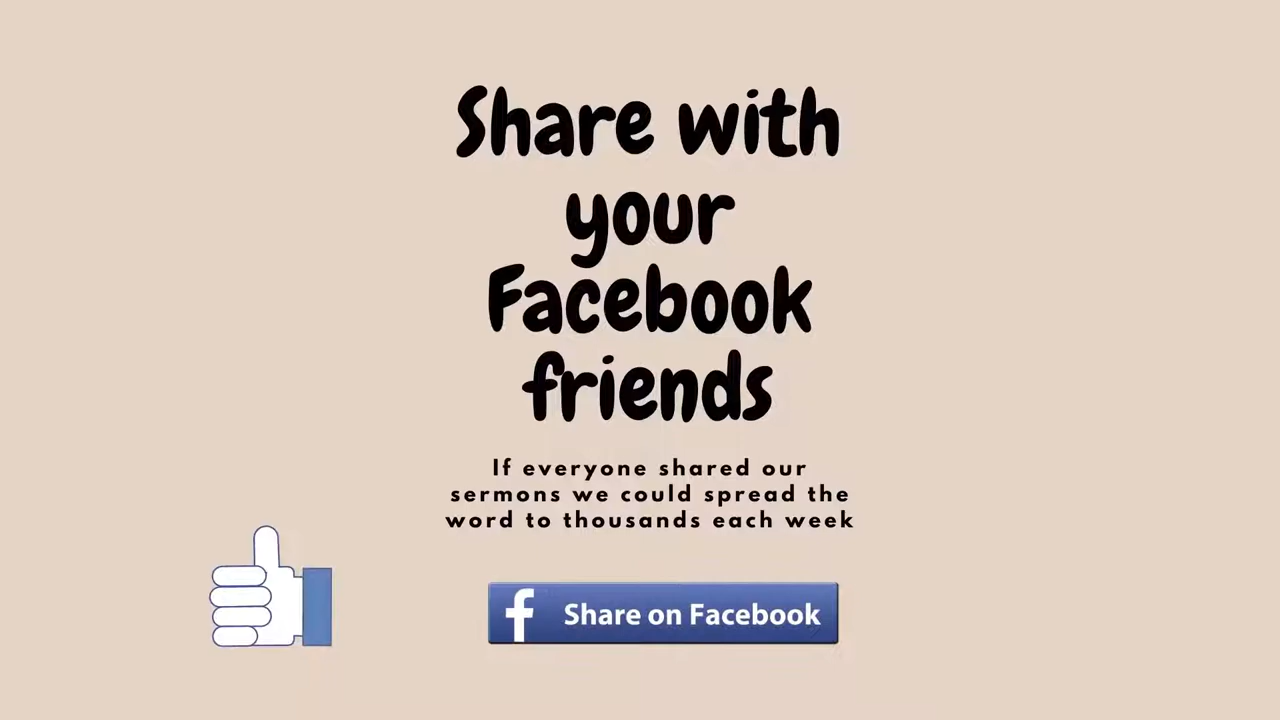 Share with
your
Facebook
friends
If everyone shared our
sermons we could spread the
word to thousands each week
f Share on Facebook